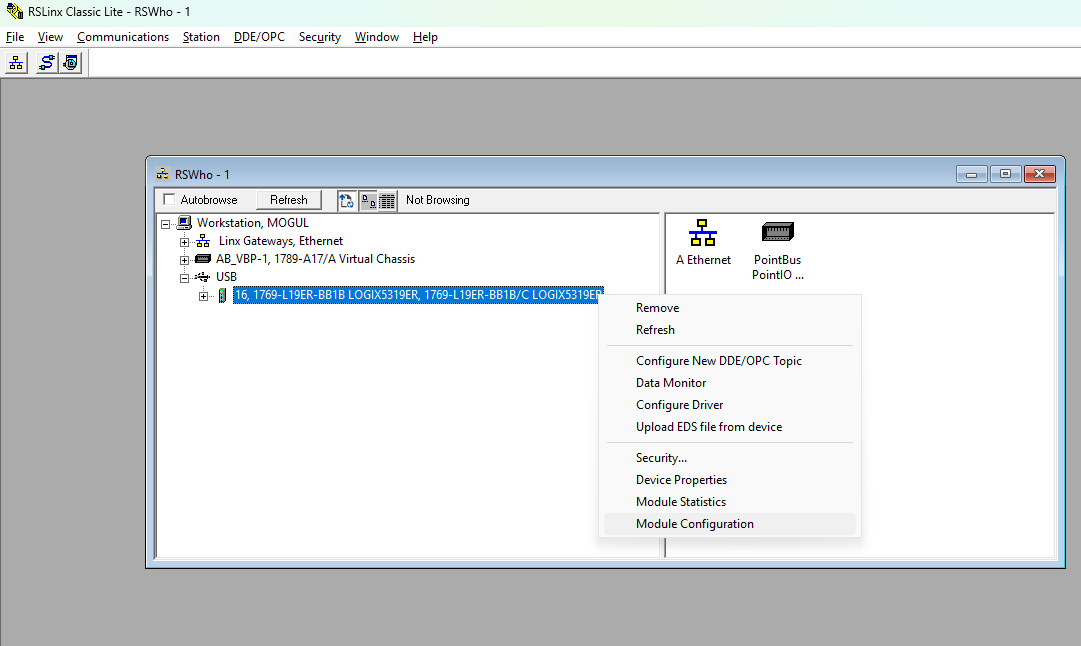 RSLinx Classic Lite - RSWho - 1
File View Communications Station DDE/OPC Security Window Help
RSWho - 1
Autobrowse Refresh Not Browsing
Workstation, MOGUL
Linx Gateways, Ethernet
AB_VBP-1, 1789-A17/A Virtual Chassis
USB
16, 1769-L19ER-BB1B LOGIX5319ER, 1769-L19ER-BB1B/C LOGIX5319ER
A Ethernet
PointBus
PointIO ...
Remove
Refresh
Configure New DDE/OPC Topic
Data Monitor
Configure Driver
Upload EDS file from device
Security...
Device Properties
Module Statistics
Module Configuration